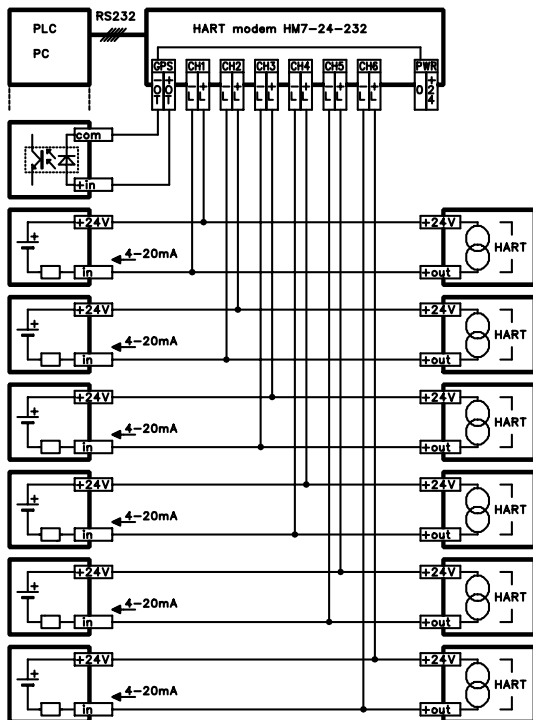 RS232
PLC
PC
HART modem HM7-24-232
GPS CH1 CH2 CH3 CH4 CH5 CH6 PWR
-OT +OT -L +L -L +L -L +L -L +L -L +L -L +L 0 +24
com
+in
+24V +24V
4-20mA HART
in +out
+24V +24V
4-20mA HART
in +out
+24V +24V
4-20mA HART
in +out
+24V +24V
4-20mA HART
in +out
+24V +24V
4-20mA HART
in +out
+24V +24V
4-20mA HART
in +out